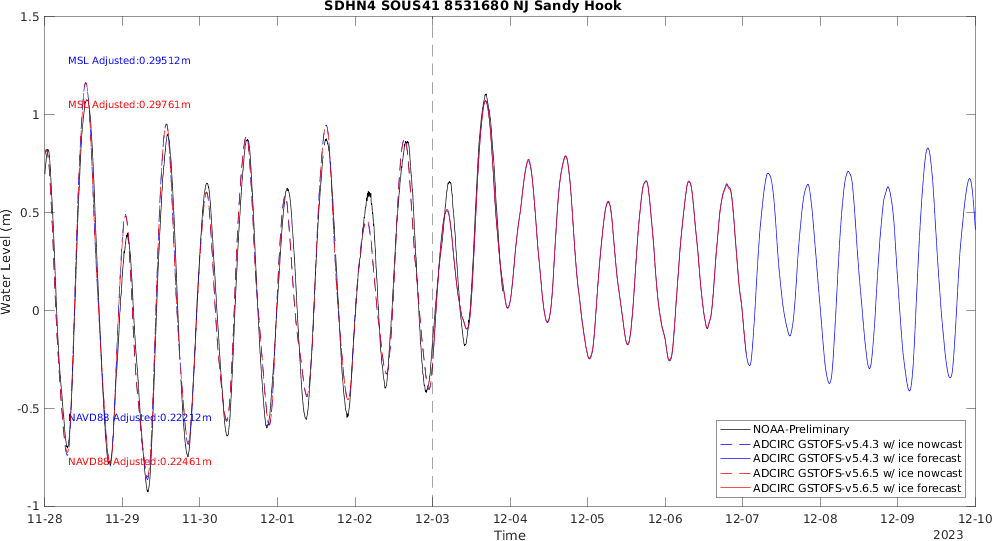 SDHN4 SOUS41 8531680 NJ Sandy Hook
1.5
1
0.5
0
-0.5
-1
Water Level (m)
MSL Adjusted:0.29512m
MSL Adjusted:0.29761m
NAVD88 Adjusted:0.22212m
NAVD88 Adjusted:0.22461m
NOAA-Preliminary
ADCIRC GSTOFS-v5.4.3 w/ ice nowcast
ADCIRC GSTOFS-v5.4.3 w/ ice forecast
ADCIRC GSTOFS-v5.6.5 w/ ice nowcast
ADCIRC GSTOFS-v5.6.5 w/ ice forecast
11-28 11-29 11-30 12-01 12-02 12-03 12-04 12-05 12-06 12-07 12-08 12-09 12-10
Time
2023